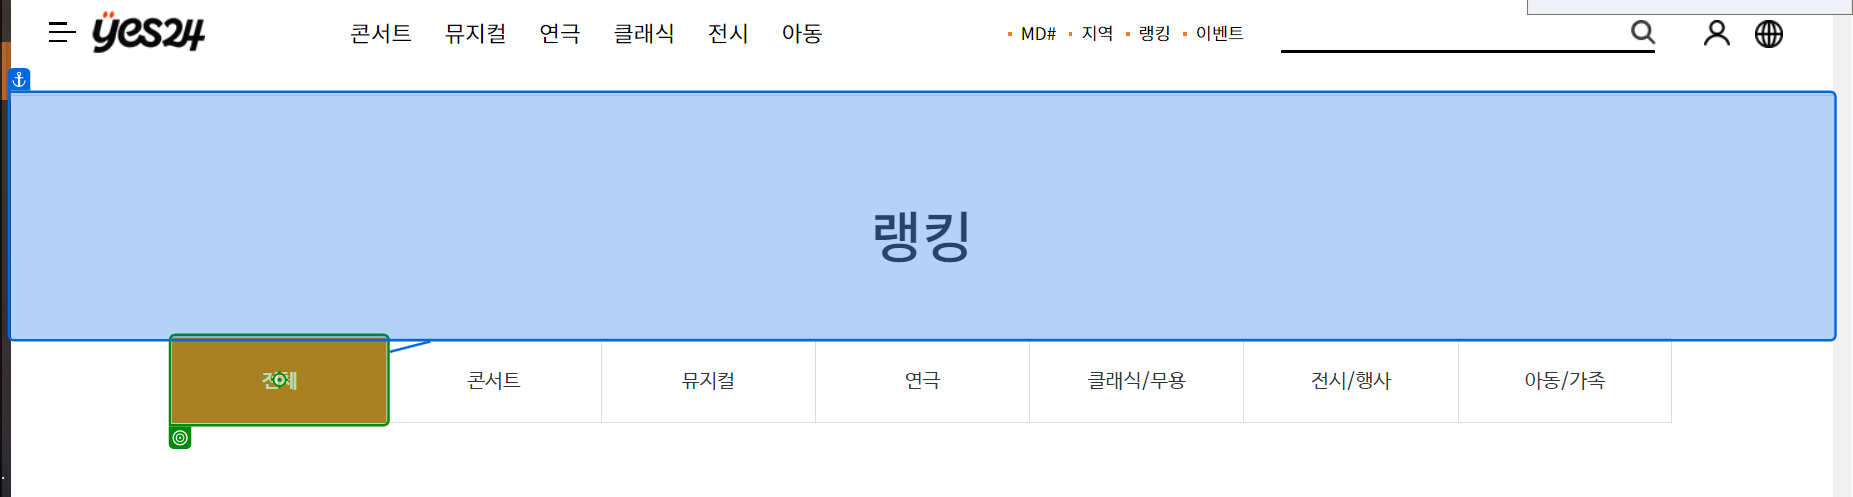 yes24
콘서트 뮤지컬 연극 클래식 전시 아동
MD# 지역 랭킹 이벤트
랭킹
전체 콘서트 뮤지컬 연극 클래식/무용 전시/행사 아동/가족